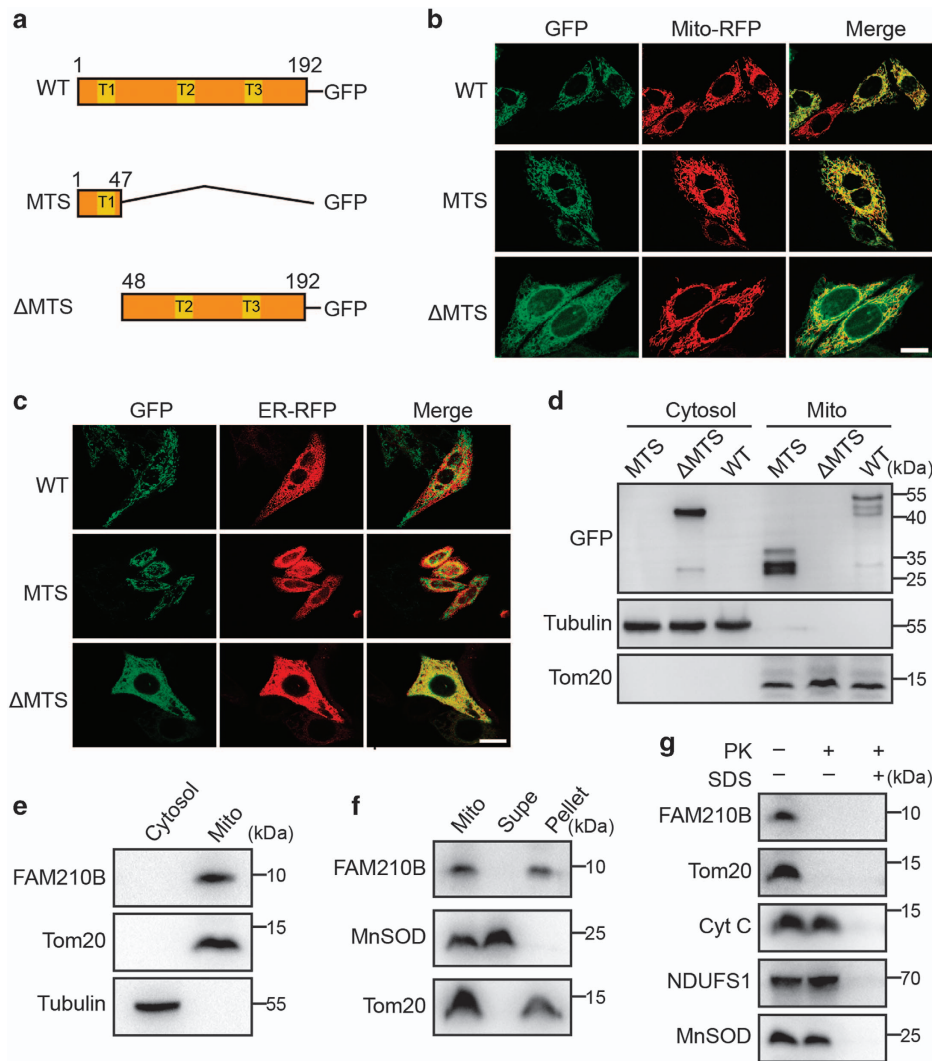 a
1 192
WT T1 T2 T3 GFP
1 47
MTS T1 GFP
48 192
ΔMTS T2 T3 GFP
b
GFP Mito-RFP Merge
WT
MTS
ΔMTS
c
GFP ER-RFP Merge
WT
MTS
ΔMTS
d
Cytosol Mito
MTS ΔMTS WT MTS ΔMTS WT (kDa)
GFP
55
40
35
25
Tubulin 55
Tom20 15
e
Cytosol Mito (kDa)
FAM210B 10
Tom20 15
Tubulin 55
f
Mito Supe Pellet (kDa)
FAM210B 10
MnSOD 25
Tom20 15
g
PK – + +
SDS – – + (kDa)
FAM210B 10
Tom20 15
Cyt C 15
NDUFS1 70
MnSOD 25